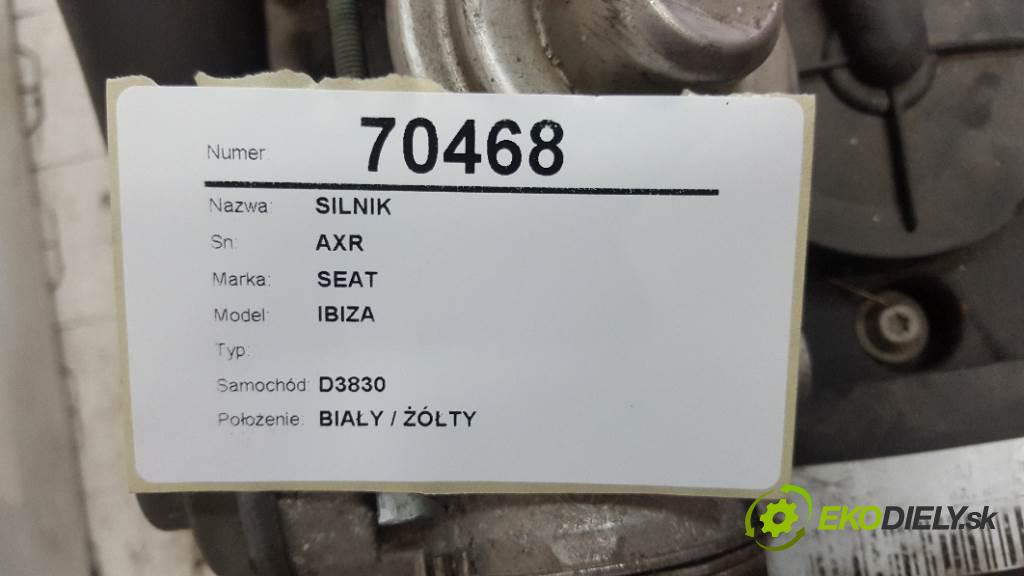 Numer: 70468
Nazwa: SILNIK
Sn: AXR
Marka: SEAT
Model: IBIZA
Typ:
Samochód: D3830
Położenie: BIAŁY / ŻÓŁTY
EKODIELY.sk